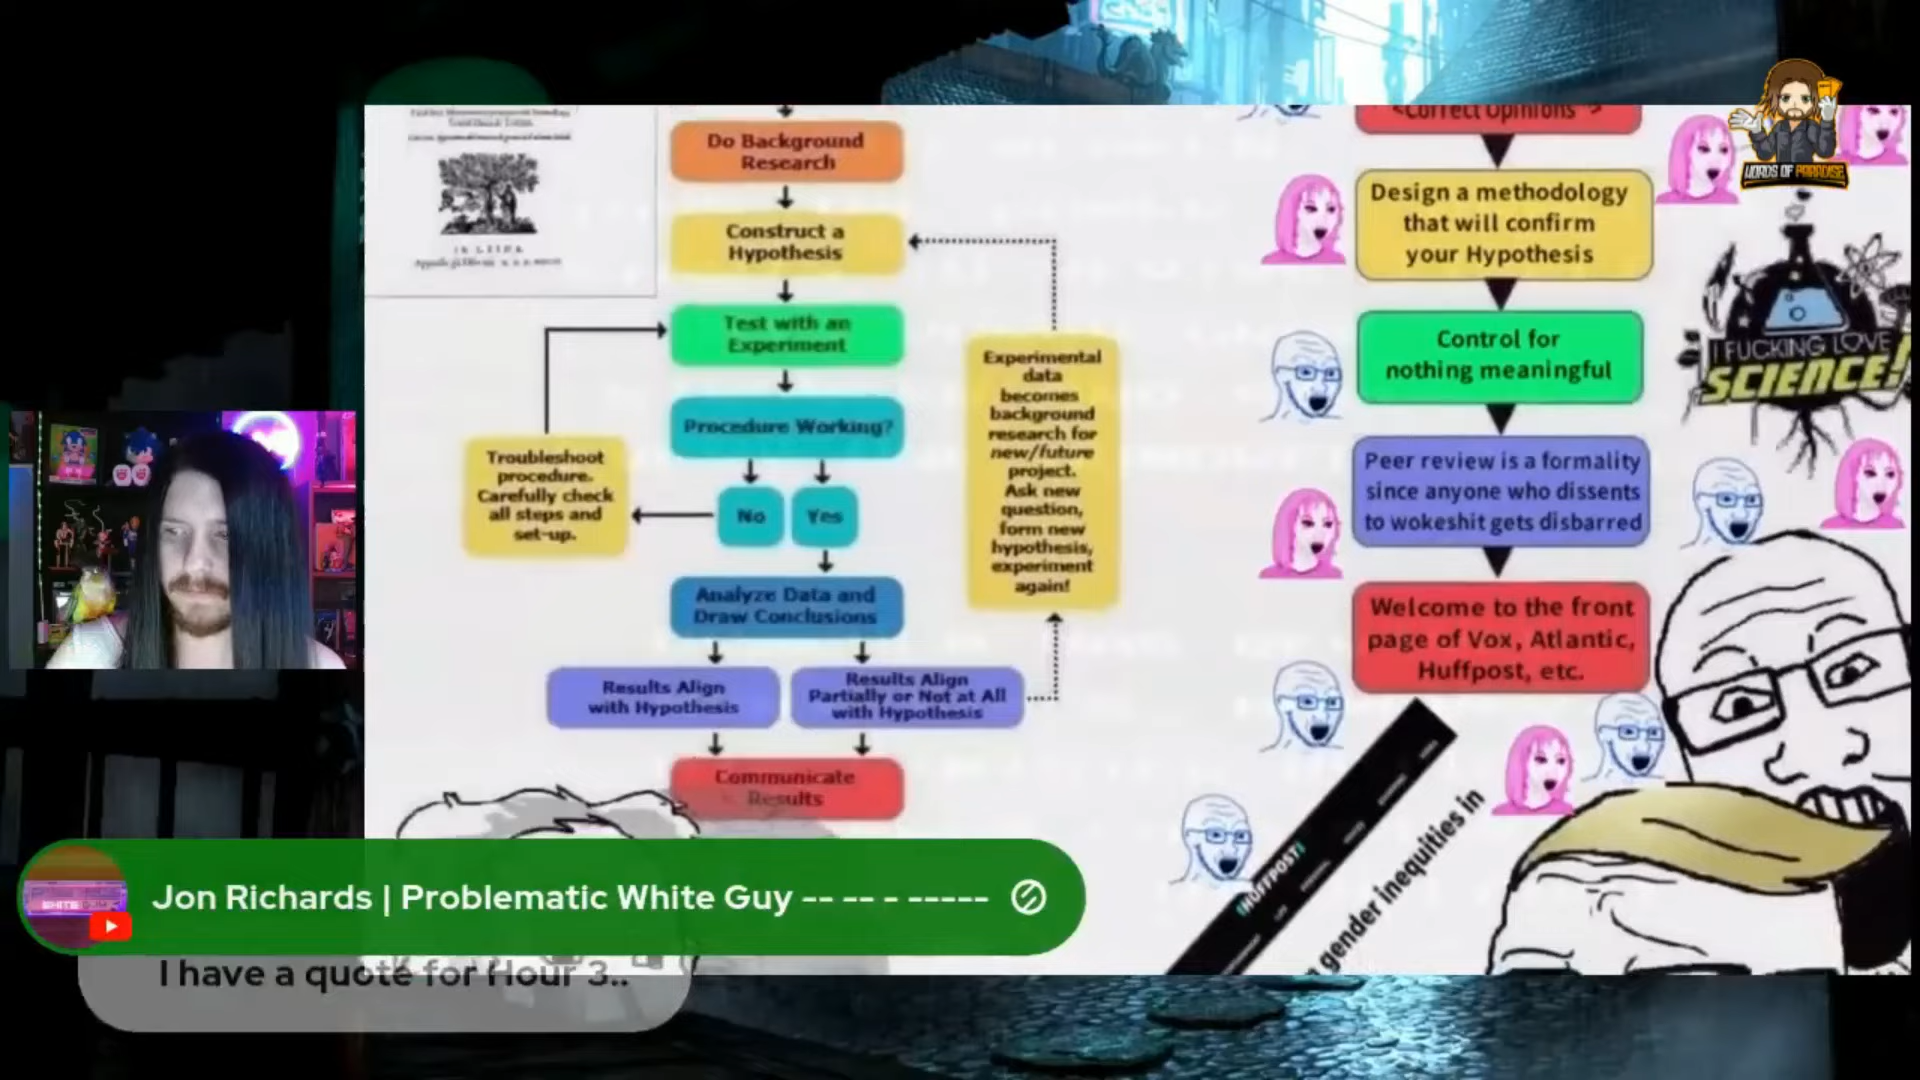 Do Background
Research
Construct a
Hypothesis
Test with an
Experiment
Procedure Working?
No
Yes
Troubleshoot
procedure.
Carefully check
all steps and
set-up.
Analyze Data and
Draw Conclusions
Results Align
with Hypothesis
Results Align
Partially or Not at All
with Hypothesis
Communicate
Results
Experimental
data
becomes
background
research for
new/future
project.
Ask new
question,
form new
hypothesis,
experiment
again!
<Correct Opinions >
Design a methodology
that will confirm
your Hypothesis
Control for
nothing meaningful
Peer review is a formality
since anyone who dissents
to wokeshit gets disbarred
Welcome to the front
page of Vox, Atlantic,
Huffpost, etc.
WORDS OF PARADISE
I FUCKING LOVE
SCIENCE!
HUFFPOST
gender inequities in
Jon Richards | Problematic White Guy -- -- - -----
I have a quote for Hour 3..